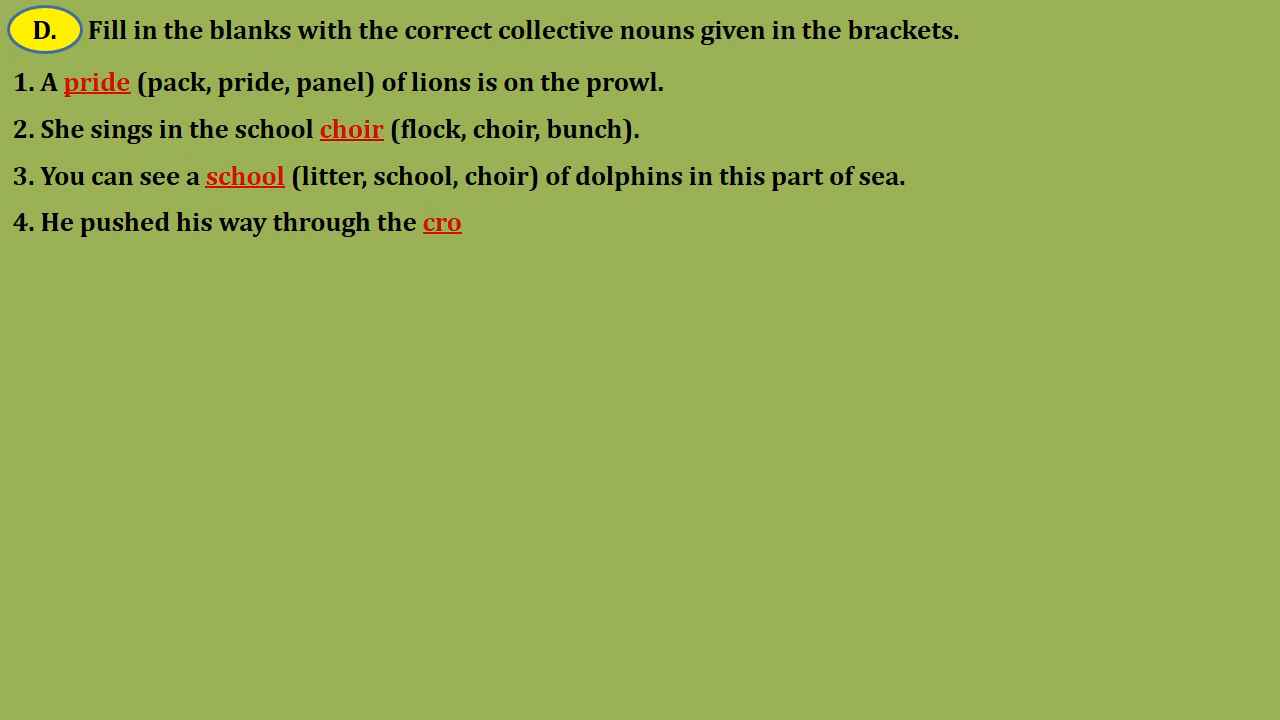 D. Fill in the blanks with the correct collective nouns given in the brackets.
1. A pride (pack, pride, panel) of lions is on the prowl.
2. She sings in the school choir (flock, choir, bunch).
3. You can see a school (litter, school, choir) of dolphins in this part of sea.
4. He pushed his way through the cro